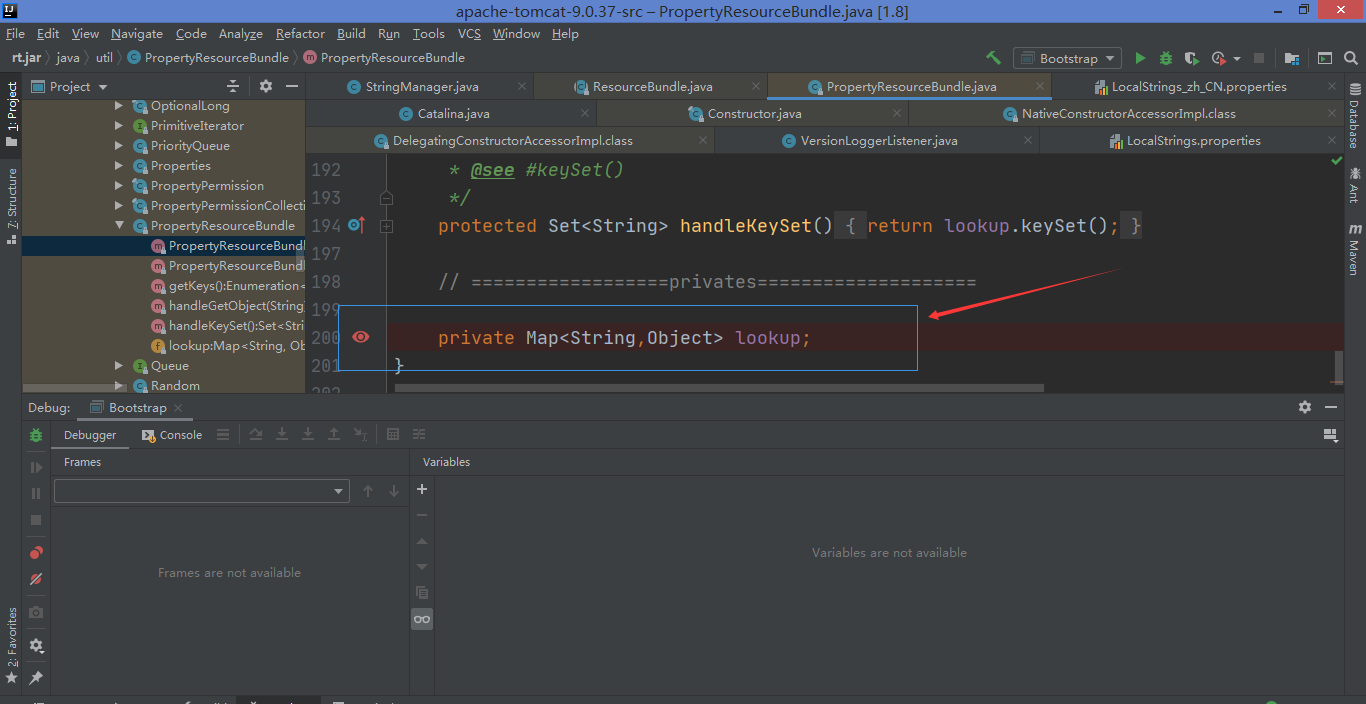 apache-tomcat-9.0.37-src – PropertyResourceBundle.java [1.8]
File Edit View Navigate Code Analyze Refactor Build Run Tools VCS Window Help
rt.jar java util PropertyResourceBundle PropertyResourceBundle
Bootstrap
1: Project
Project
StringManager.java ResourceBundle.java PropertyResourceBundle.java LocalStrings_zh_CN.properties
Catalina.java Constructor.java NativeConstructorAccessorImpl.class
DelegatingConstructorAccessorImpl.class VersionLoggerListener.java LocalStrings.properties
OptionalLong
PrimitiveIterator
PriorityQueue
Properties
PropertyPermission
PropertyPermissionCollecti
PropertyResourceBundle
PropertyResourceBundl
PropertyResourceBundl
getKeys():Enumeration<
handleGetObject(String
handleKeySet():Set<Stri
lookup:Map<String, Ob
Queue
Random
7: Structure
192 * @see #keySet()
193 */
194 protected Set<String> handleKeySet() { return lookup.keySet(); }
197
198 // ==================privates====================
199
200 private Map<String,Object> lookup;
201 }
202
Database
Ant
m Maven
Debug: Bootstrap
Debugger Console
Frames
Variables
Frames are not available
Variables are not available
2: Favorites